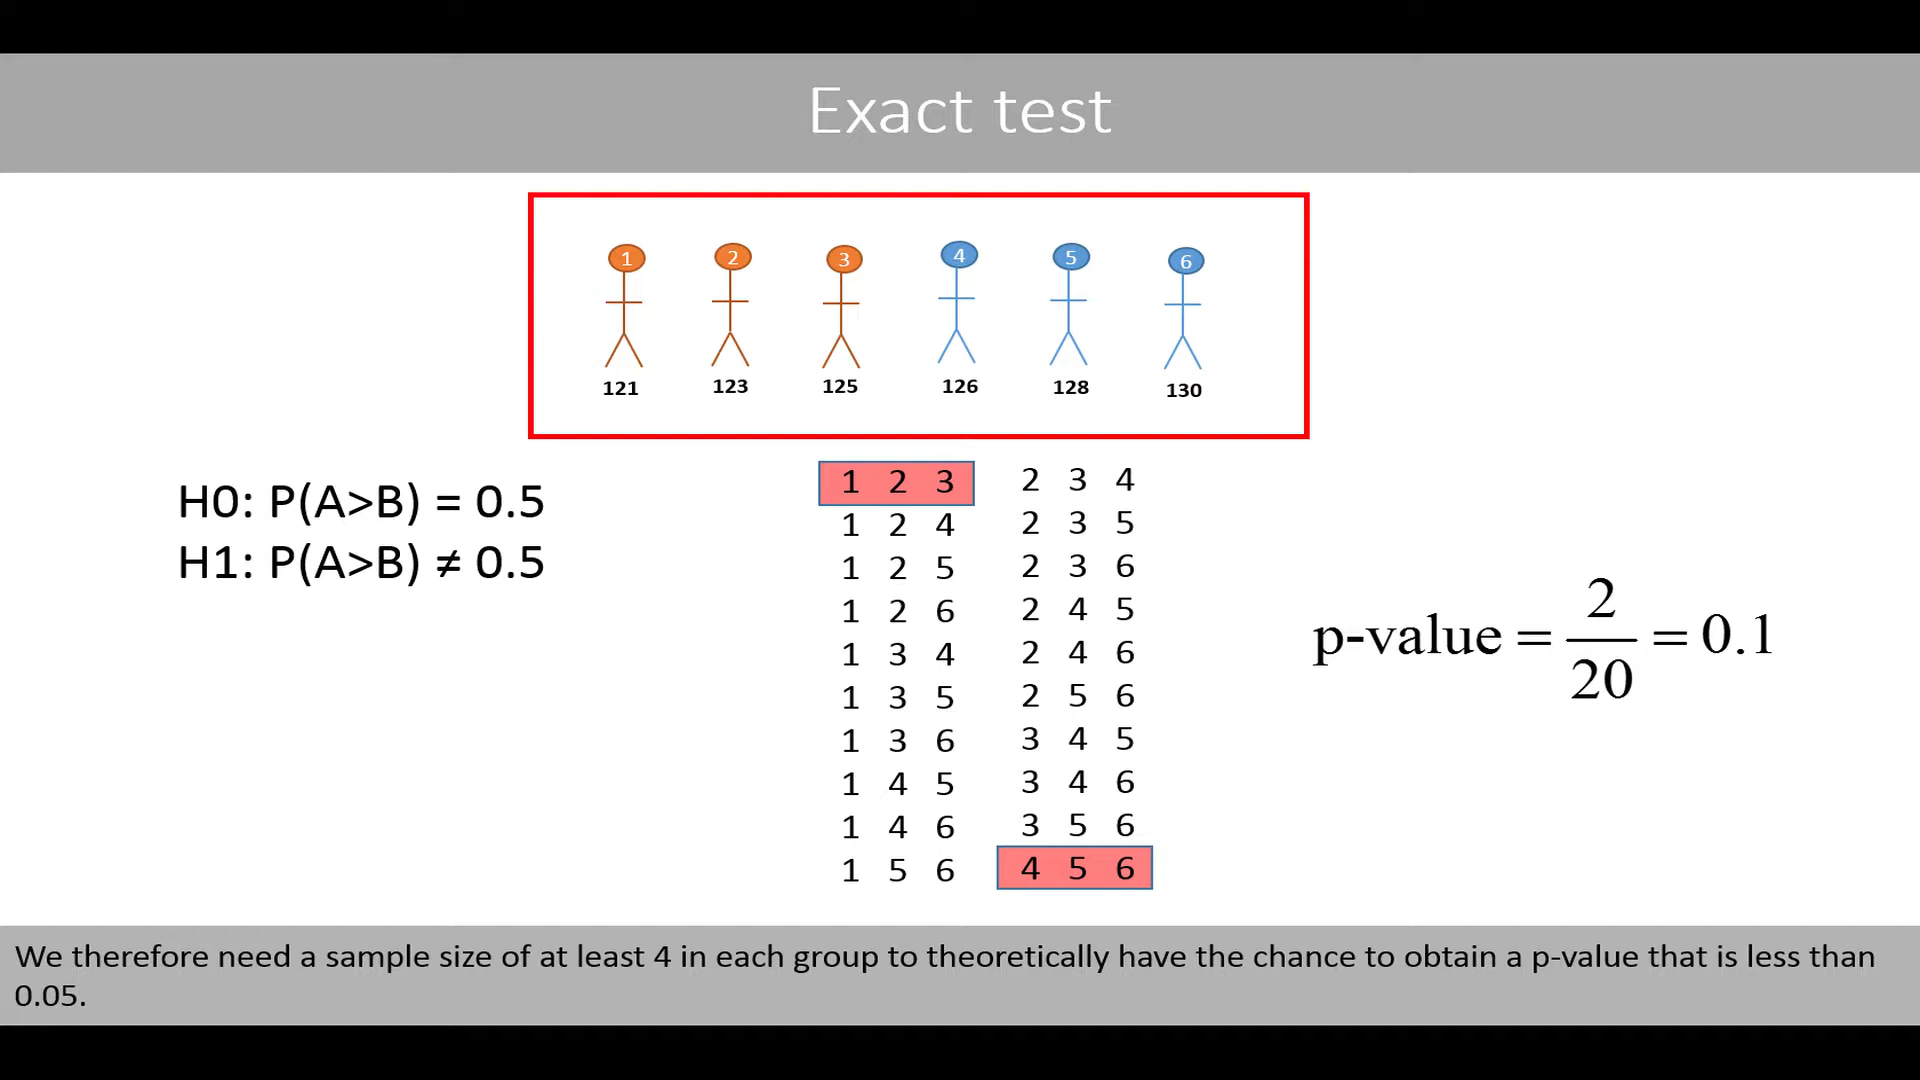 Exact test
1 2 3 4 5 6
121 123 125 126 128 130
H0: P(A>B) = 0.5
H1: P(A>B) ≠ 0.5
1 2 3
1 2 4
1 2 5
1 2 6
1 3 4
1 3 5
1 3 6
1 4 5
1 4 6
1 5 6
2 3 4
2 3 5
2 3 6
2 4 5
2 4 6
2 5 6
3 4 5
3 4 6
3 5 6
4 5 6
p-value = 2/20 = 0.1
We therefore need a sample size of at least 4 in each group to theoretically have the chance to obtain a p-value that is less than
0.05.